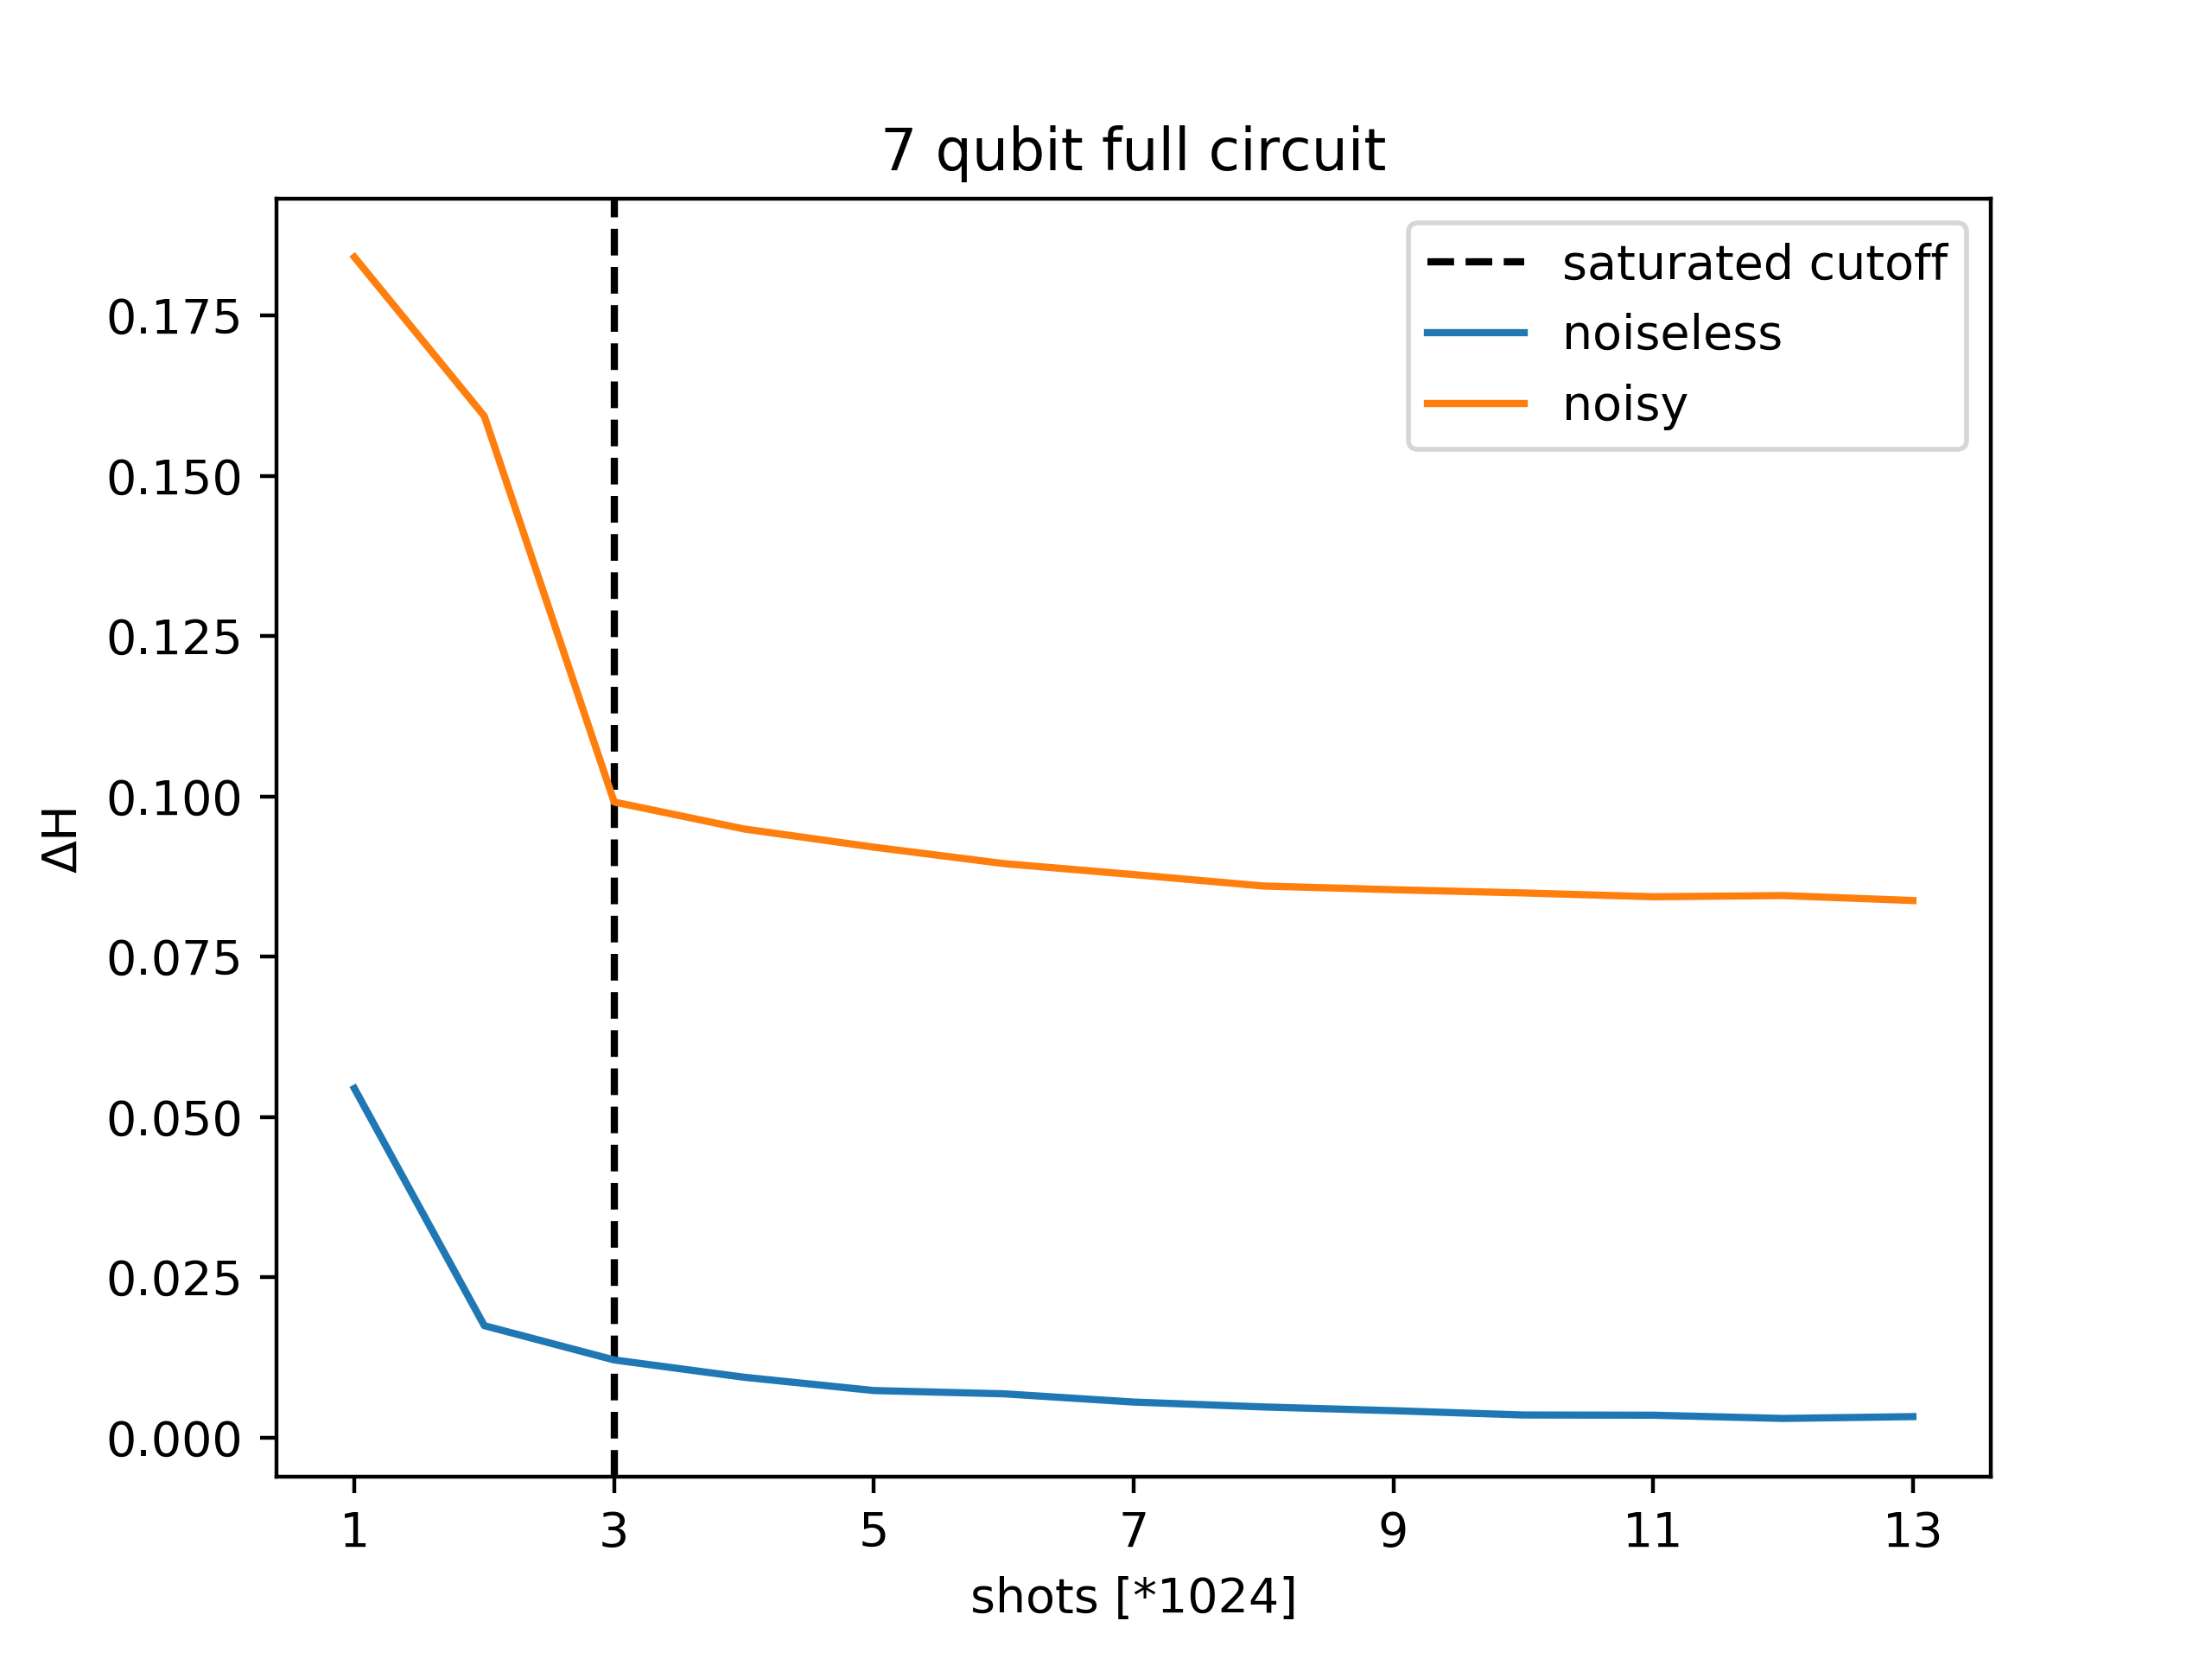 7 qubit full circuit
saturated cutoff
noiseless
noisy
0.175
0.150
0.125
0.100
0.075
0.050
0.025
0.000
ΔH
1 3 5 7 9 11 13
shots [*1024]